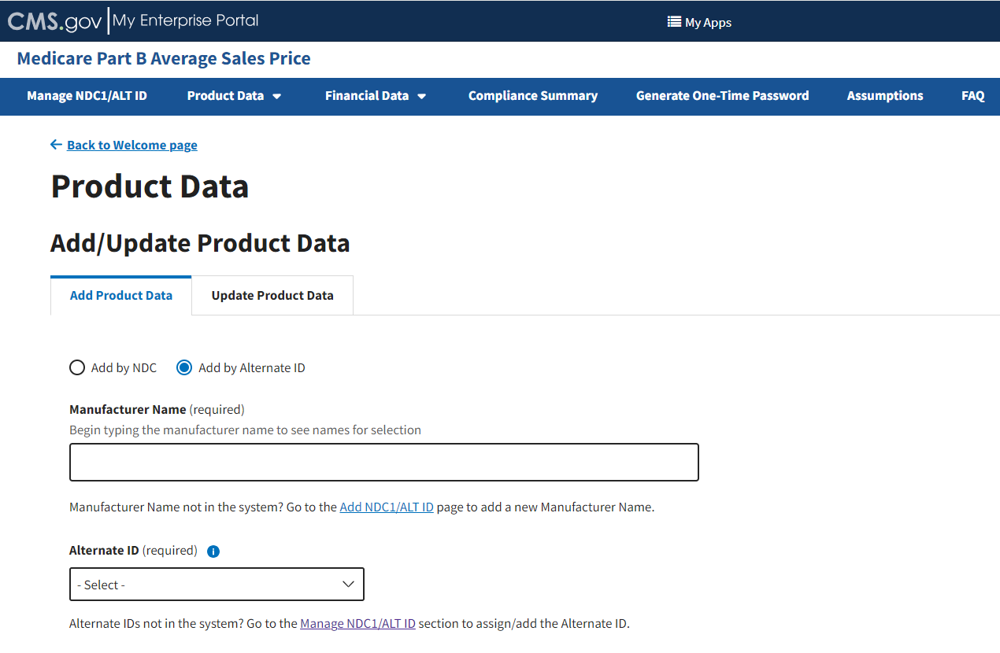 CMS.gov My Enterprise Portal My Apps
Medicare Part B Average Sales Price
Manage NDC1/ALT ID Product Data Financial Data Compliance Summary Generate One-Time Password Assumptions FAQ
Back to Welcome page
Product Data
Add/Update Product Data
Add Product Data Update Product Data
Add by NDC Add by Alternate ID
Manufacturer Name (required)
Begin typing the manufacturer name to see names for selection
Manufacturer Name not in the system? Go to the Add NDC1/ALT ID page to add a new Manufacturer Name.
Alternate ID (required) i
- Select -
Alternate IDs not in the system? Go to the Manage NDC1/ALT ID section to assign/add the Alternate ID.